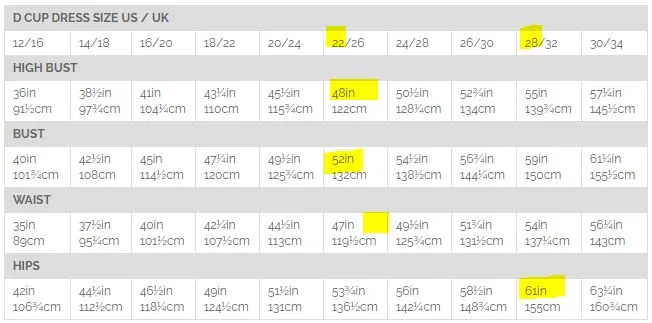 D CUP DRESS SIZE US / UK
12/16 14/18 16/20 18/22 20/24 22/26 24/28 26/30 28/32 30/34
HIGH BUST
36in 38½in 41in 43¼in 45½in 48in 50½in 52¾in 55in 57¼in
91½cm 97¾cm 104¼cm 110cm 115¾cm 122cm 128¼cm 134cm 139¾cm 145½cm
BUST
40in 42½in 45in 47¼in 49½in 52in 54½in 56¾in 59in 61¼in
101¾cm 108cm 114½cm 120cm 125¾cm 132cm 138½cm 144¼cm 150cm 155½cm
WAIST
35in 37½in 40in 42¼in 44½in 47in 49½in 51¾in 54in 56¼in
89cm 95¼cm 101½cm 107½cm 113cm 119½cm 125¾cm 131½cm 137¼cm 143cm
HIPS
42in 44¼in 46½in 49in 51½in 53¾in 56in 58½in 61in 63¼in
106¾cm 112½cm 118¼cm 124½cm 131cm 136½cm 142¼cm 148¾cm 155cm 160¾cm